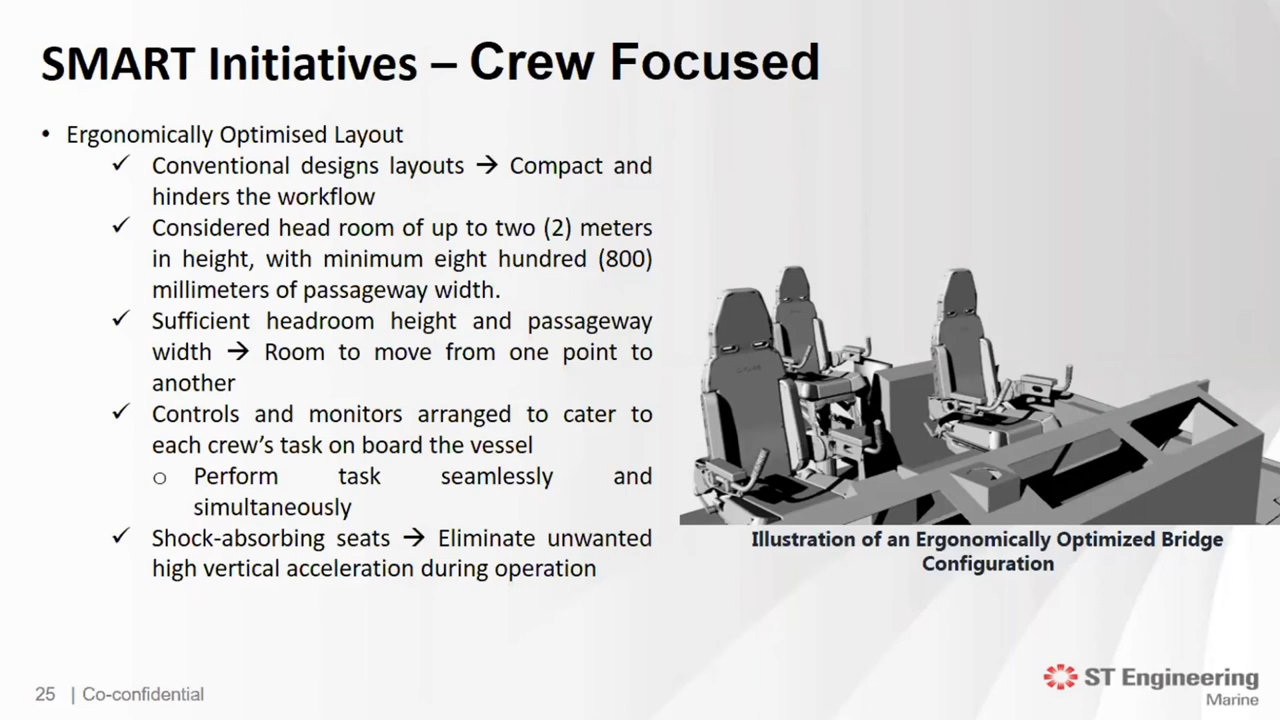 SMART Initiatives – Crew Focused
• Ergonomically Optimised Layout
✓ Conventional designs layouts → Compact and
hinders the workflow
✓ Considered head room of up to two (2) meters
in height, with minimum eight hundred (800)
millimeters of passageway width.
✓ Sufficient headroom height and passageway
width → Room to move from one point to
another
✓ Controls and monitors arranged to cater to
each crew's task on board the vessel
o Perform task seamlessly and
simultaneously
✓ Shock-absorbing seats → Eliminate unwanted
high vertical acceleration during operation
Illustration of an Ergonomically Optimized Bridge
Configuration
25 | Co-confidential
ST Engineering
Marine